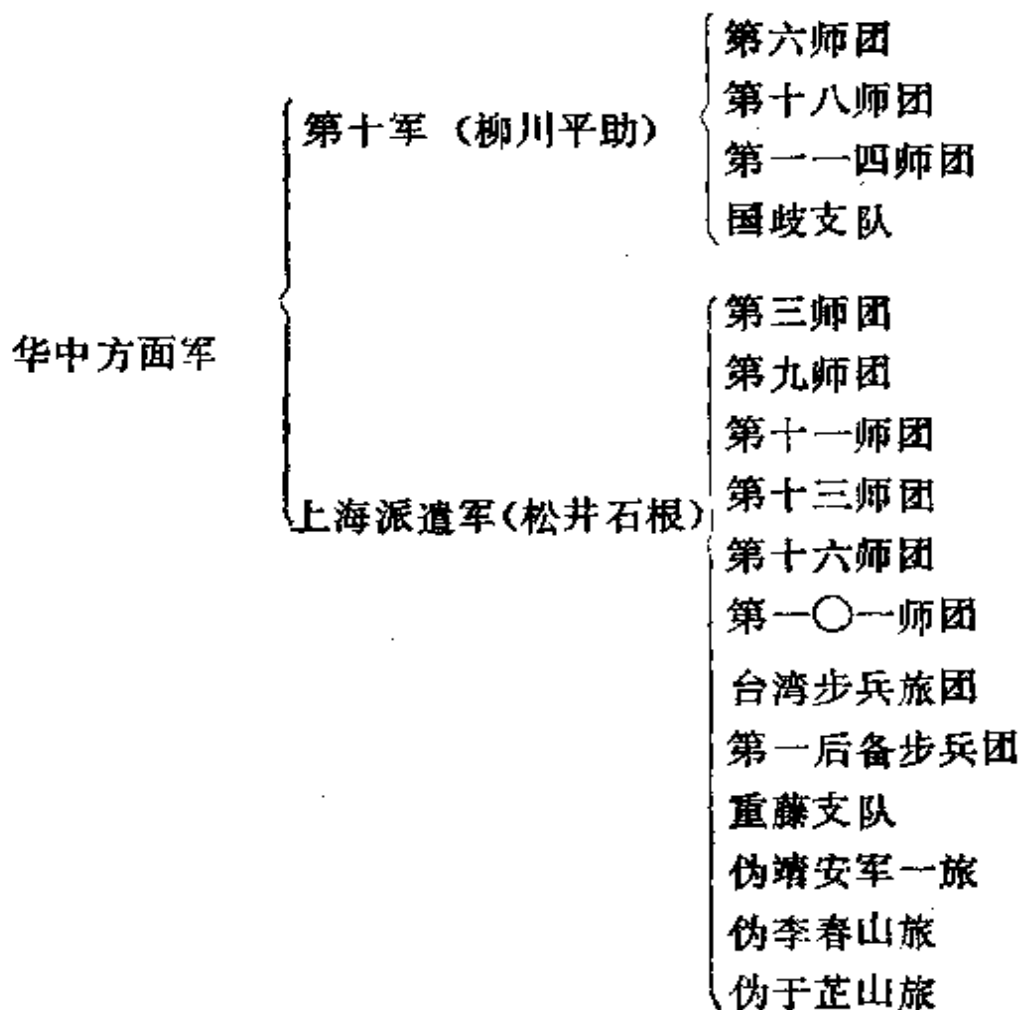 华中方面军
第十军（柳川平助）
第六师团
第十八师团
第一一四师团
国歧支队
上海派遣军（松井石根）
第三师团
第九师团
第十一师团
第十三师团
第十六师团
第一〇一师团
台湾步兵旅团
第一后备步兵团
重藤支队
伪靖安军一旅
伪李春山旅
伪于芷山旅